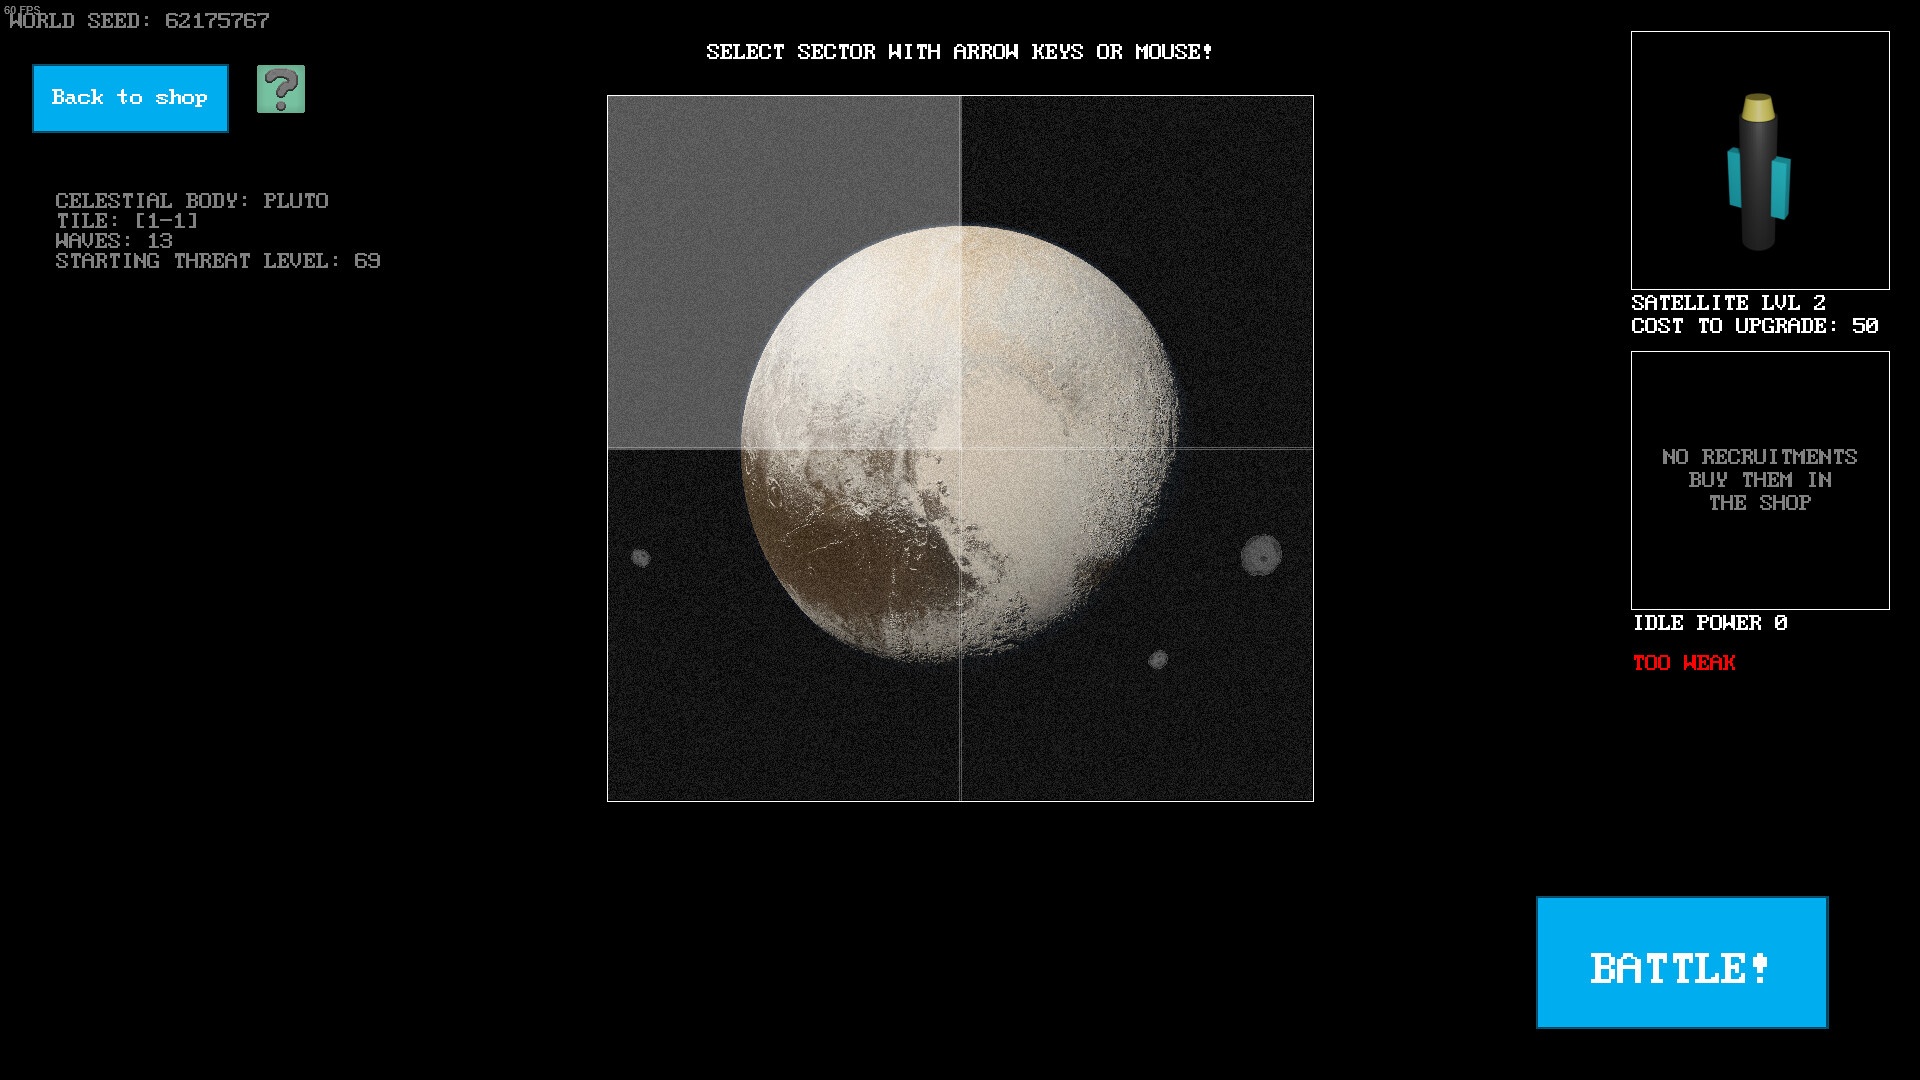 60 FPS
WORLD SEED: 62175767
SELECT SECTOR WITH ARROW KEYS OR MOUSE!
Back to shop
?
CELESTIAL BODY: PLUTO
TILE: [1-1]
WAVES: 13
STARTING THREAT LEVEL: 69
SATELLITE LVL 2
COST TO UPGRADE: 50
NO RECRUITMENTS
BUY THEM IN
THE SHOP
IDLE POWER 0
TOO WEAK
BATTLE!